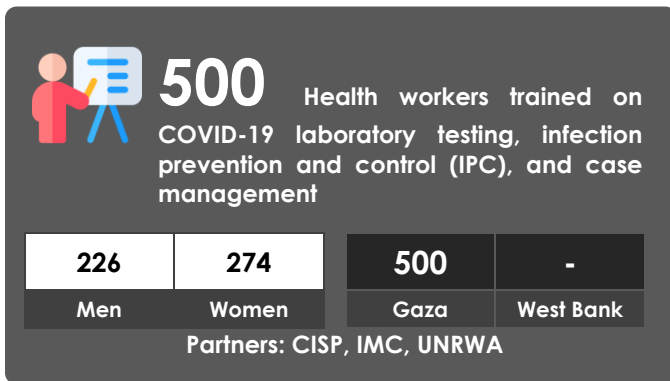 500 Health workers trained on
COVID-19 laboratory testing, infection
prevention and control (IPC), and case
management
226 274 500 -
Men Women Gaza West Bank
Partners: CISP, IMC, UNRWA